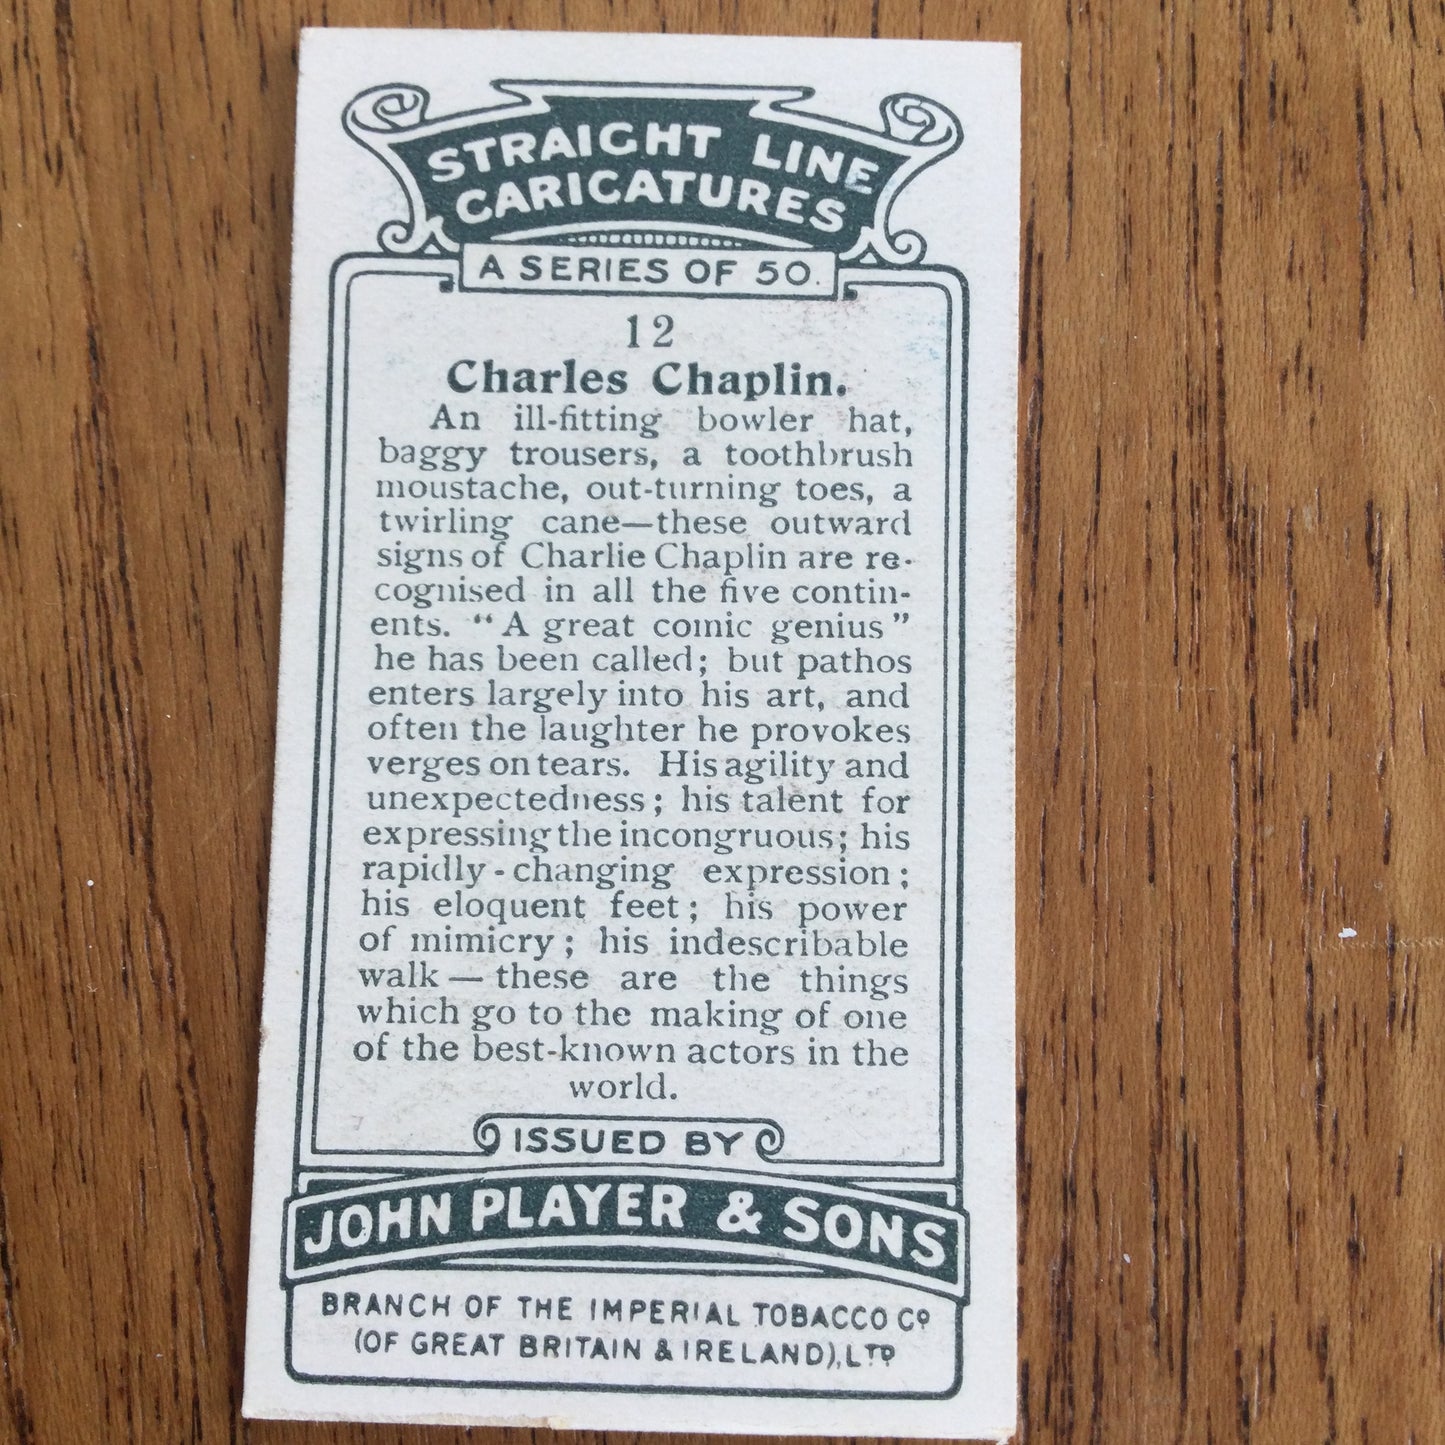 STRAIGHT LINE
CARICATURES
A SERIES OF 50.
12
Charles Chaplin.
An ill-fitting bowler hat,
baggy trousers, a toothbrush
moustache, out-turning toes, a
twirling cane—these outward
signs of Charlie Chaplin are re-
cognised in all the five contin-
ents. "A great comic genius"
he has been called; but pathos
enters largely into his art, and
often the laughter he provokes
verges on tears. His agility and
unexpectedness; his talent for
expressing the incongruous; his
rapidly-changing expression;
his eloquent feet; his power
of mimicry; his indescribable
walk—these are the things
which go to the making of one
of the best-known actors in the
world.
ISSUED BY
JOHN PLAYER & SONS
BRANCH OF THE IMPERIAL TOBACCO CO
(OF GREAT BRITAIN & IRELAND), LTD